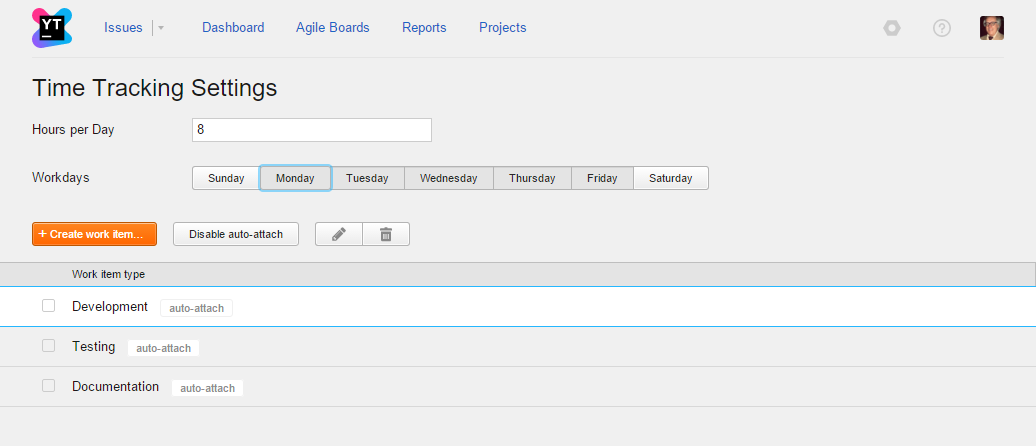 YT
Issues Dashboard Agile Boards Reports Projects ?
Time Tracking Settings
Hours per Day 8
Workdays Sunday Monday Tuesday Wednesday Thursday Friday Saturday
+ Create work item... Disable auto-attach
Work item type
Development auto-attach
Testing auto-attach
Documentation auto-attach